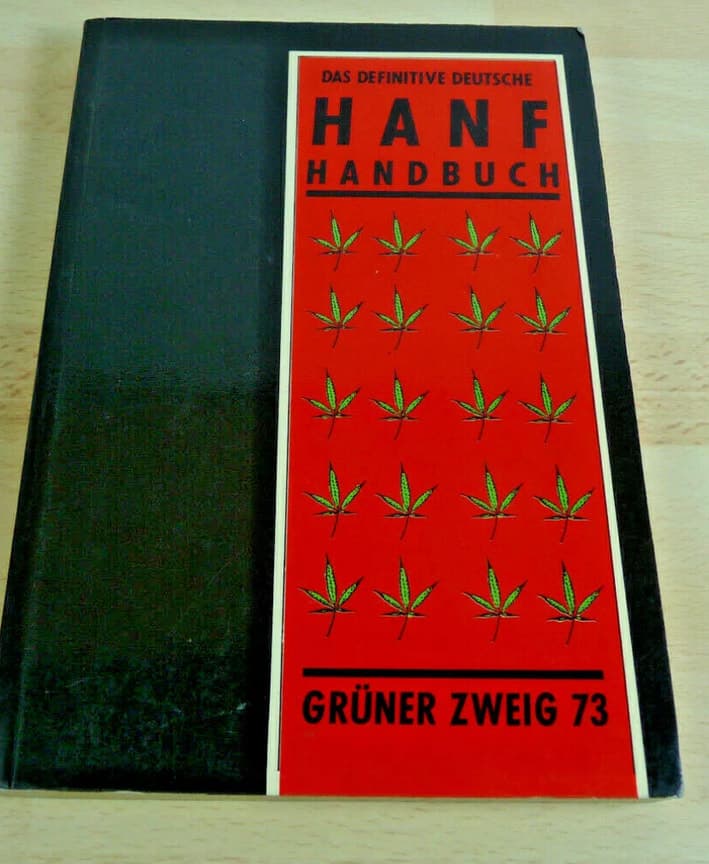 DAS DEFINITIVE DEUTSCHE
HANF
HANDBUCH
GRÜNER ZWEIG 73